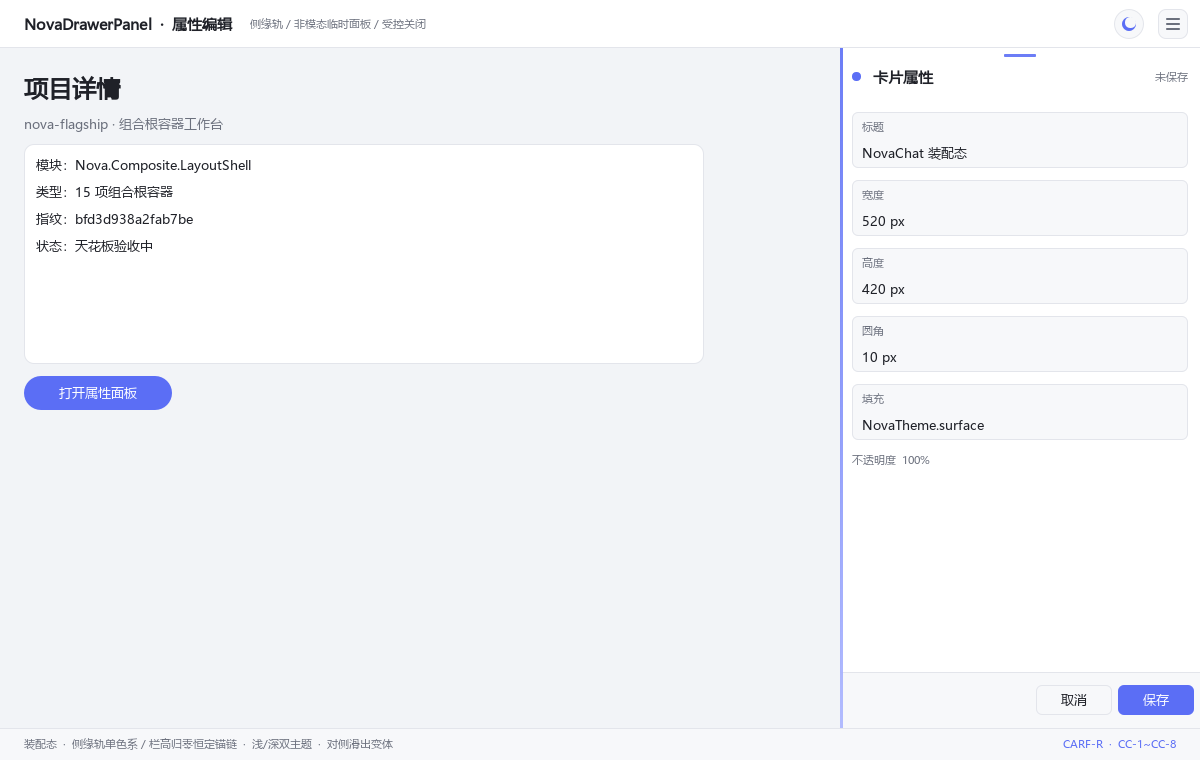 NovaDrawerPanel · 属性编辑 侧缘轨 / 非模态临时面板 / 受控关闭
项目详情
nova-flagship · 组合根容器工作台
模块: Nova.Composite.LayoutShell
类型: 15 项组合根容器
指纹: bfd3d938a2fab7be
状态: 天花板验收中
打开属性面板
卡片属性 未保存
标题
NovaChat 装配态
宽度
520 px
高度
420 px
圆角
10 px
填充
NovaTheme.surface
不透明度 100%
取消 保存
装配态 · 侧缘轨单色系 / 栏高归零恒定锚链 · 浅/深双主题 · 对侧滑出变体
CARF-R · CC-1~CC-8